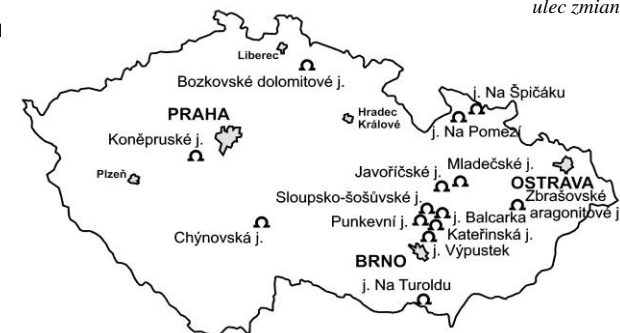 ulec zmian
Liberec
Bozkovské dolomitové j.
j. Na Špičáku
PRAHA
Hradec
Králové
j. Na Pomezí
Koněpruské j.
Plzeň
Javoříčské j.
Mladečské j.
OSTRAVA
Sloupsko-šošůvské j.
Zbrašovské
aragonitové j
Punkevní j.
j. Balcarka
Chýnovská j.
Kateřinská j.
j. Výpustek
BRNO
j. Na Turoldu